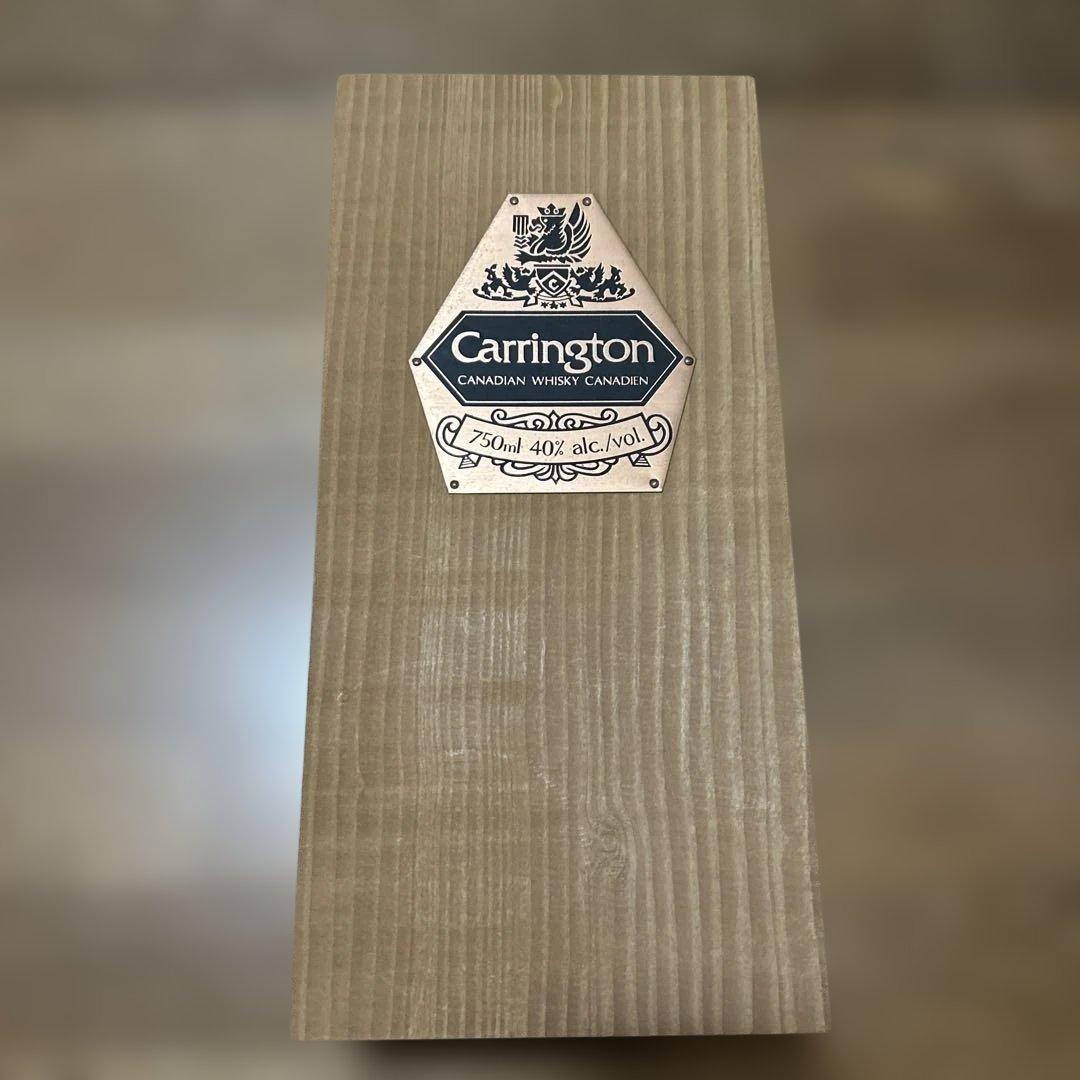 C
Carrington
CANADIAN WHISKY CANADIEN
750ml 40% alc./vol.